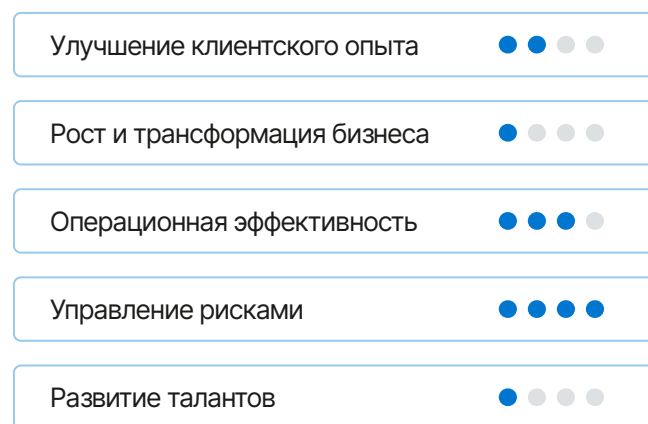 Улучшение клиентского опыта
Рост и трансформация бизнеса
Операционная эффективность
Управление рисками
Развитие талантов